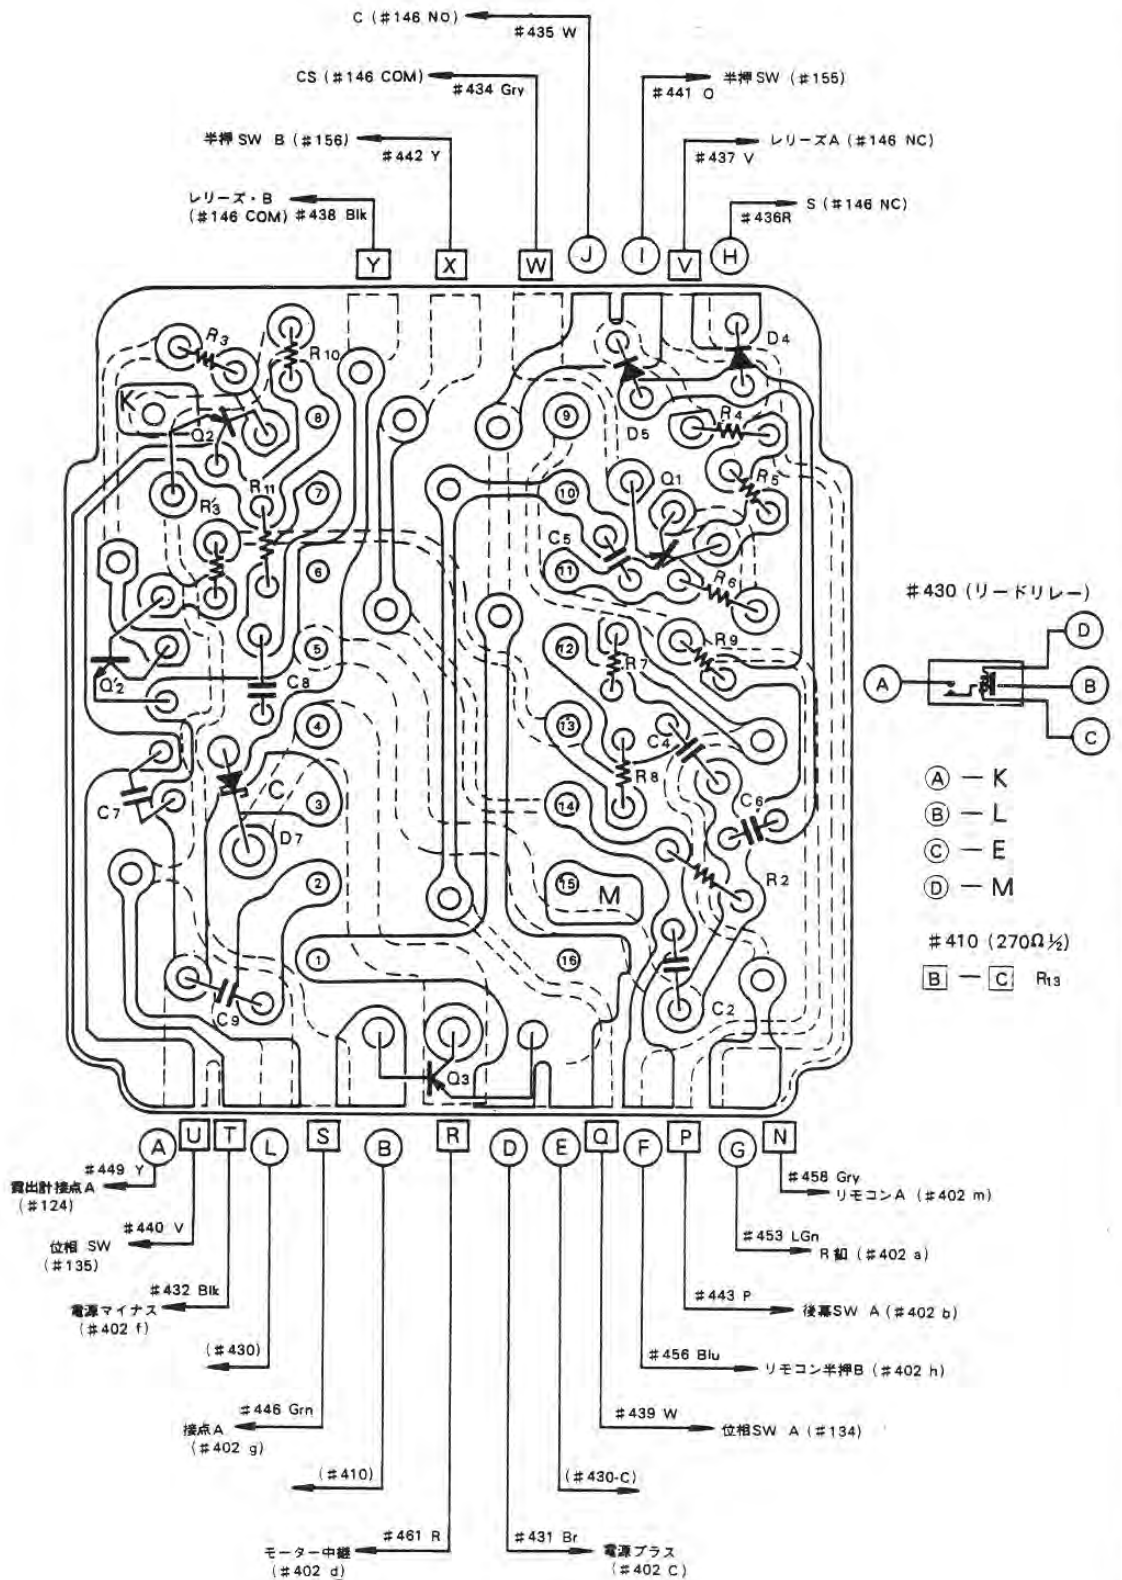 C (#146 NO)
#435 W
CS (#146 COM)
#434 Gry
半押SW (#155)
#441 O
半押SW B (#156)
#442 Y
レリーズA (#146 NC)
#437 V
レリーズ・B
(#146 COM) #438 Blk
S (#146 NC)
#436R
Y X W J I V H
R3
R10
D4
K
Q2
8
9
D5
R4
R11
7
10
Q1
R5
R'3
C5
6
11
R6
#430 (リードリレー)
D
A
B
C
5
12
R7
R9
Q'2
C8
4
13
C4
R8
C7
C
3
14
C6
D7
2
15
M
R2
1
16
C9
C2
Q3
Ⓐ — K
Ⓑ — L
Ⓒ — E
Ⓓ — M
#410 (270Ω ½)
B — C R13
A U T L S B R D E Q F P G N
#449 Y
露出計接点A
(#124)
#458 Gry
リモコンA (#402 m)
#440 V
位相 SW
(#135)
#453 LGn
R釦 (#402 a)
#432 Blk
電源マイナス
(#402 f)
#443 P
後幕SW A (#402 b)
(#430)
#456 Blu
リモコン半押B (#402 h)
#446 Grn
接点A
(#402 g)
#439 W
位相SW A (#134)
(#410)
(#430-C)
#461 R
モーター中継
(#402 d)
#431 Br
電源プラス
(#402 C)